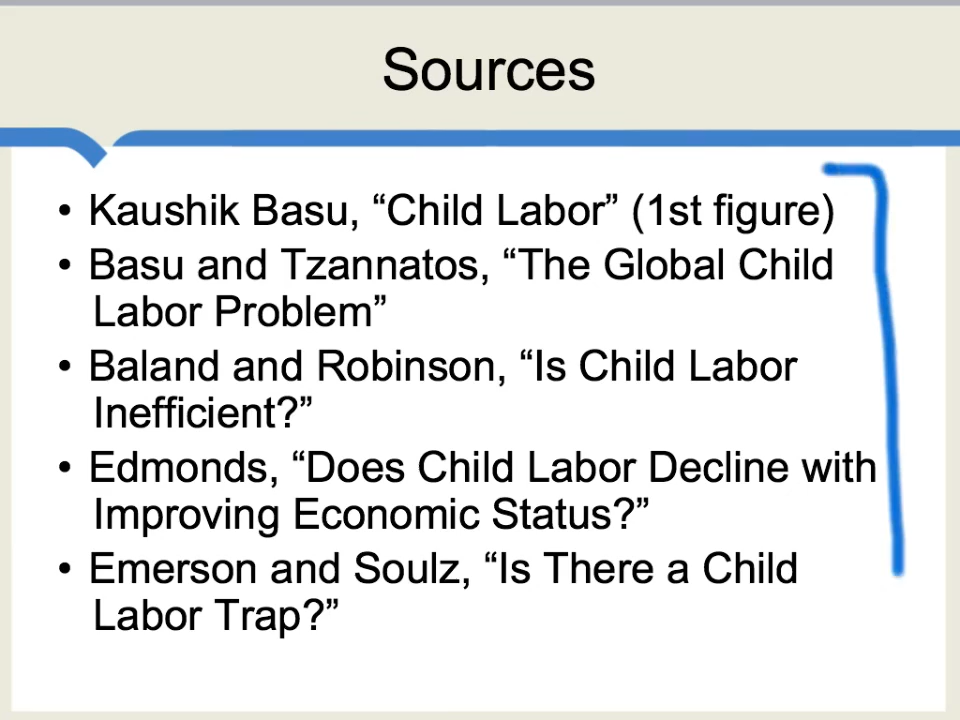 Sources
• Kaushik Basu, “Child Labor” (1st figure)
• Basu and Tzannatos, “The Global Child
Labor Problem”
• Baland and Robinson, “Is Child Labor
Inefficient?”
• Edmonds, “Does Child Labor Decline with
Improving Economic Status?”
• Emerson and Soulz, “Is There a Child
Labor Trap?”